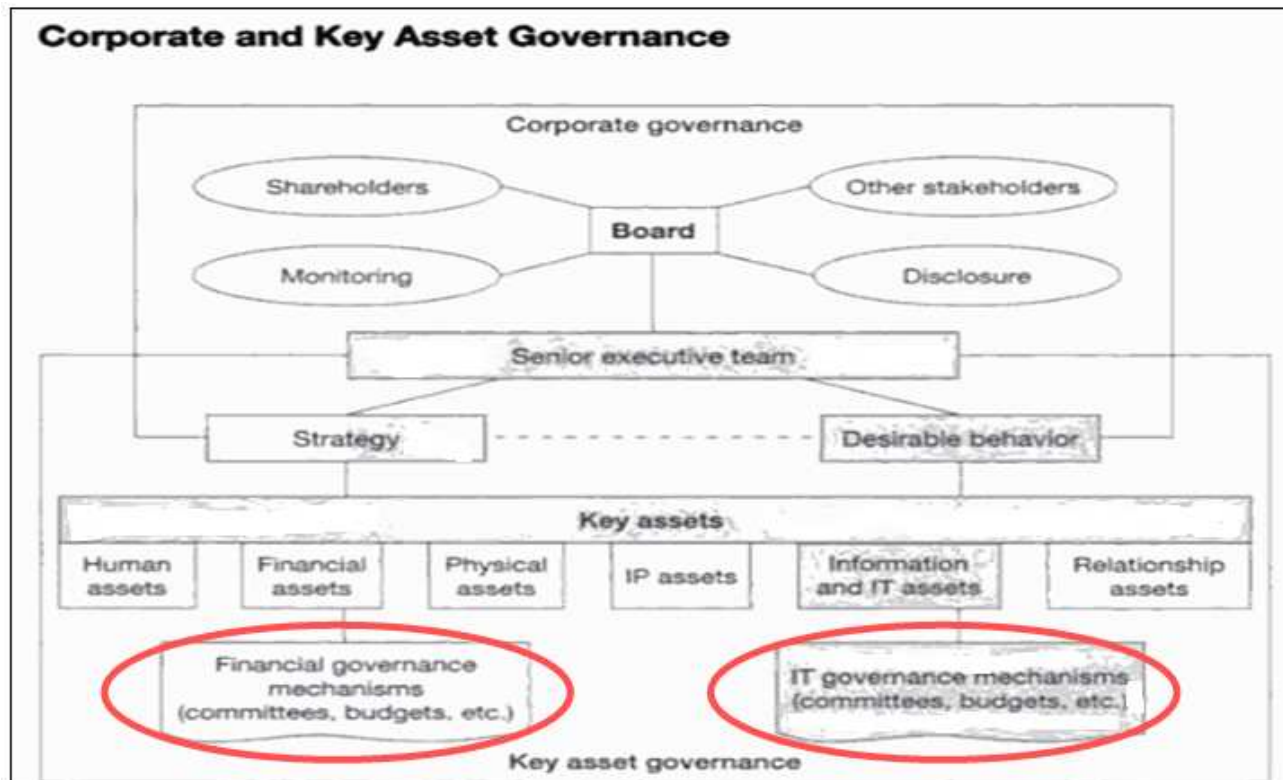 Corporate and Key Asset Governance
Corporate governance
Shareholders
Other stakeholders
Board
Monitoring
Disclosure
Senior executive team
Strategy
Desirable behavior
Key assets
Human
assets
Financial
assets
Physical
assets
IP assets
Information
and IT assets
Relationship
assets
Financial governance
mechanisms
(committees, budgets, etc.)
IT governance mechanisms
(committees, budgets, etc.)
Key asset governance